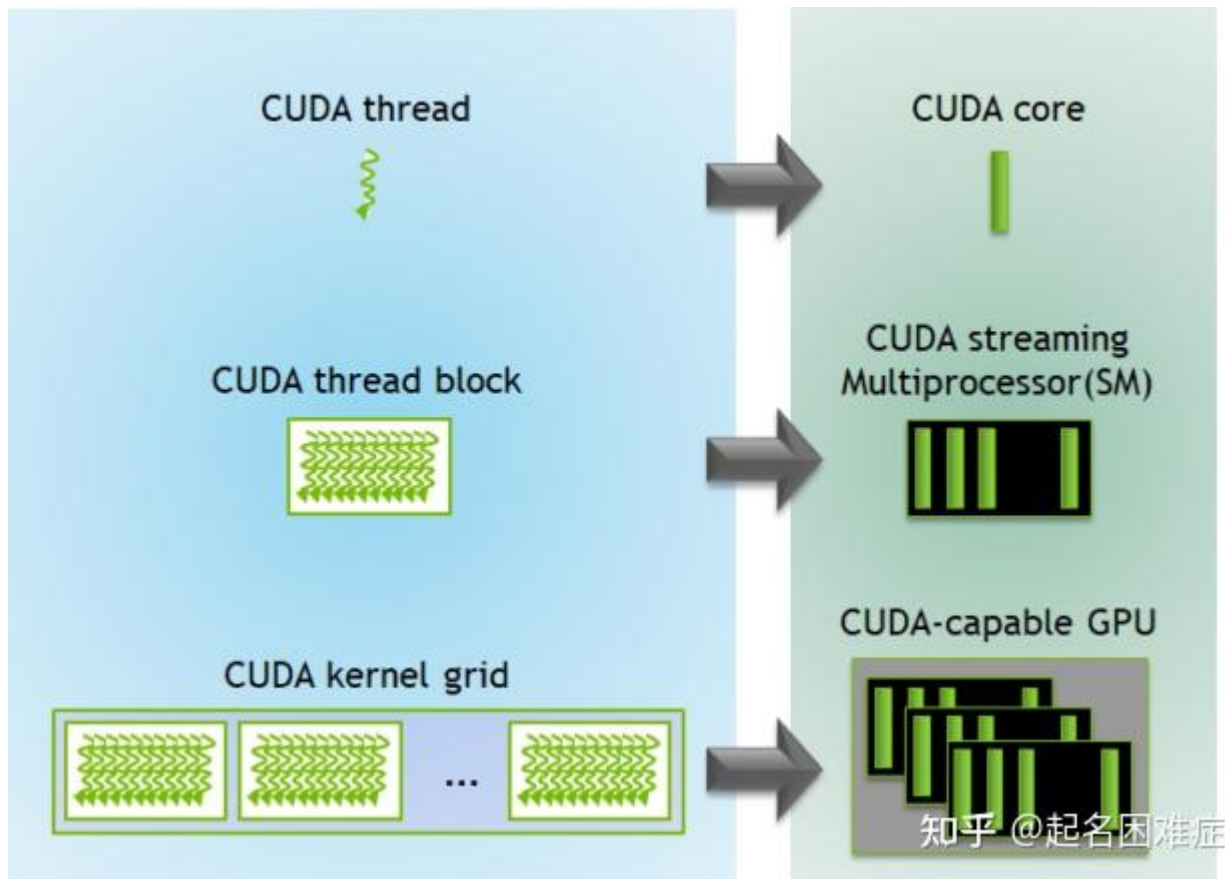 CUDA thread
CUDA core
CUDA thread block
CUDA streaming
Multiprocessor(SM)
CUDA kernel grid
...
CUDA-capable GPU
知乎 @起名困难症